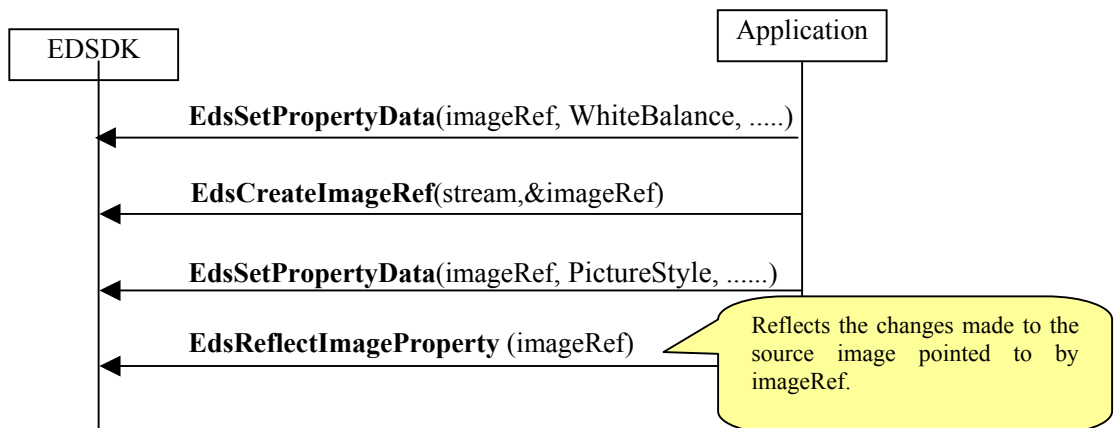 EDSDK
Application
EdsSetPropertyData(imageRef, WhiteBalance, .....)
EdsCreateImageRef(stream,&imageRef)
EdsSetPropertyData(imageRef, PictureStyle, ......)
EdsReflectImageProperty (imageRef)
Reflects the changes made to the
source image pointed to by
imageRef.